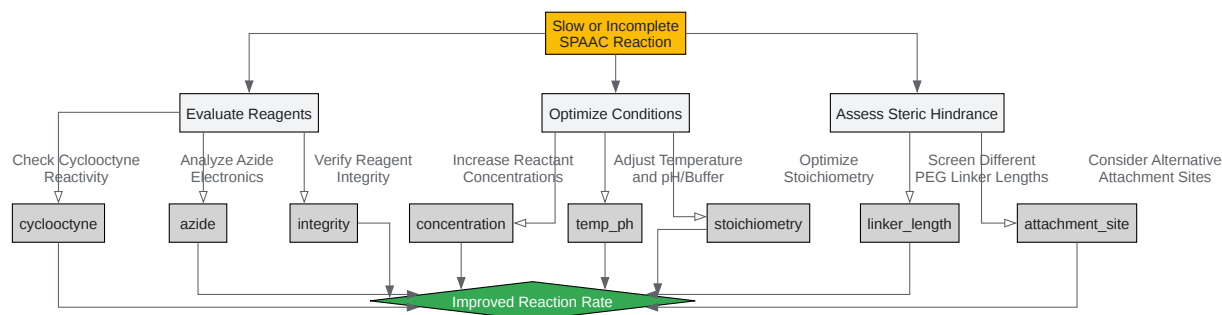 Slow or Incomplete
SPAAC Reaction
Evaluate Reagents
Optimize Conditions
Assess Steric Hindrance
Check Cyclooctyne
Reactivity
Analyze Azide
Electronics
Verify Reagent
Integrity
Increase Reactant
Concentrations
Adjust Temperature
and pH/Buffer
Optimize
Stoichiometry
Screen Different
PEG Linker Lengths
Consider Alternative
Attachment Sites
cyclooctyne
azide
integrity
concentration
temp_ph
stoichiometry
linker_length
attachment_site
Improved Reaction Rate